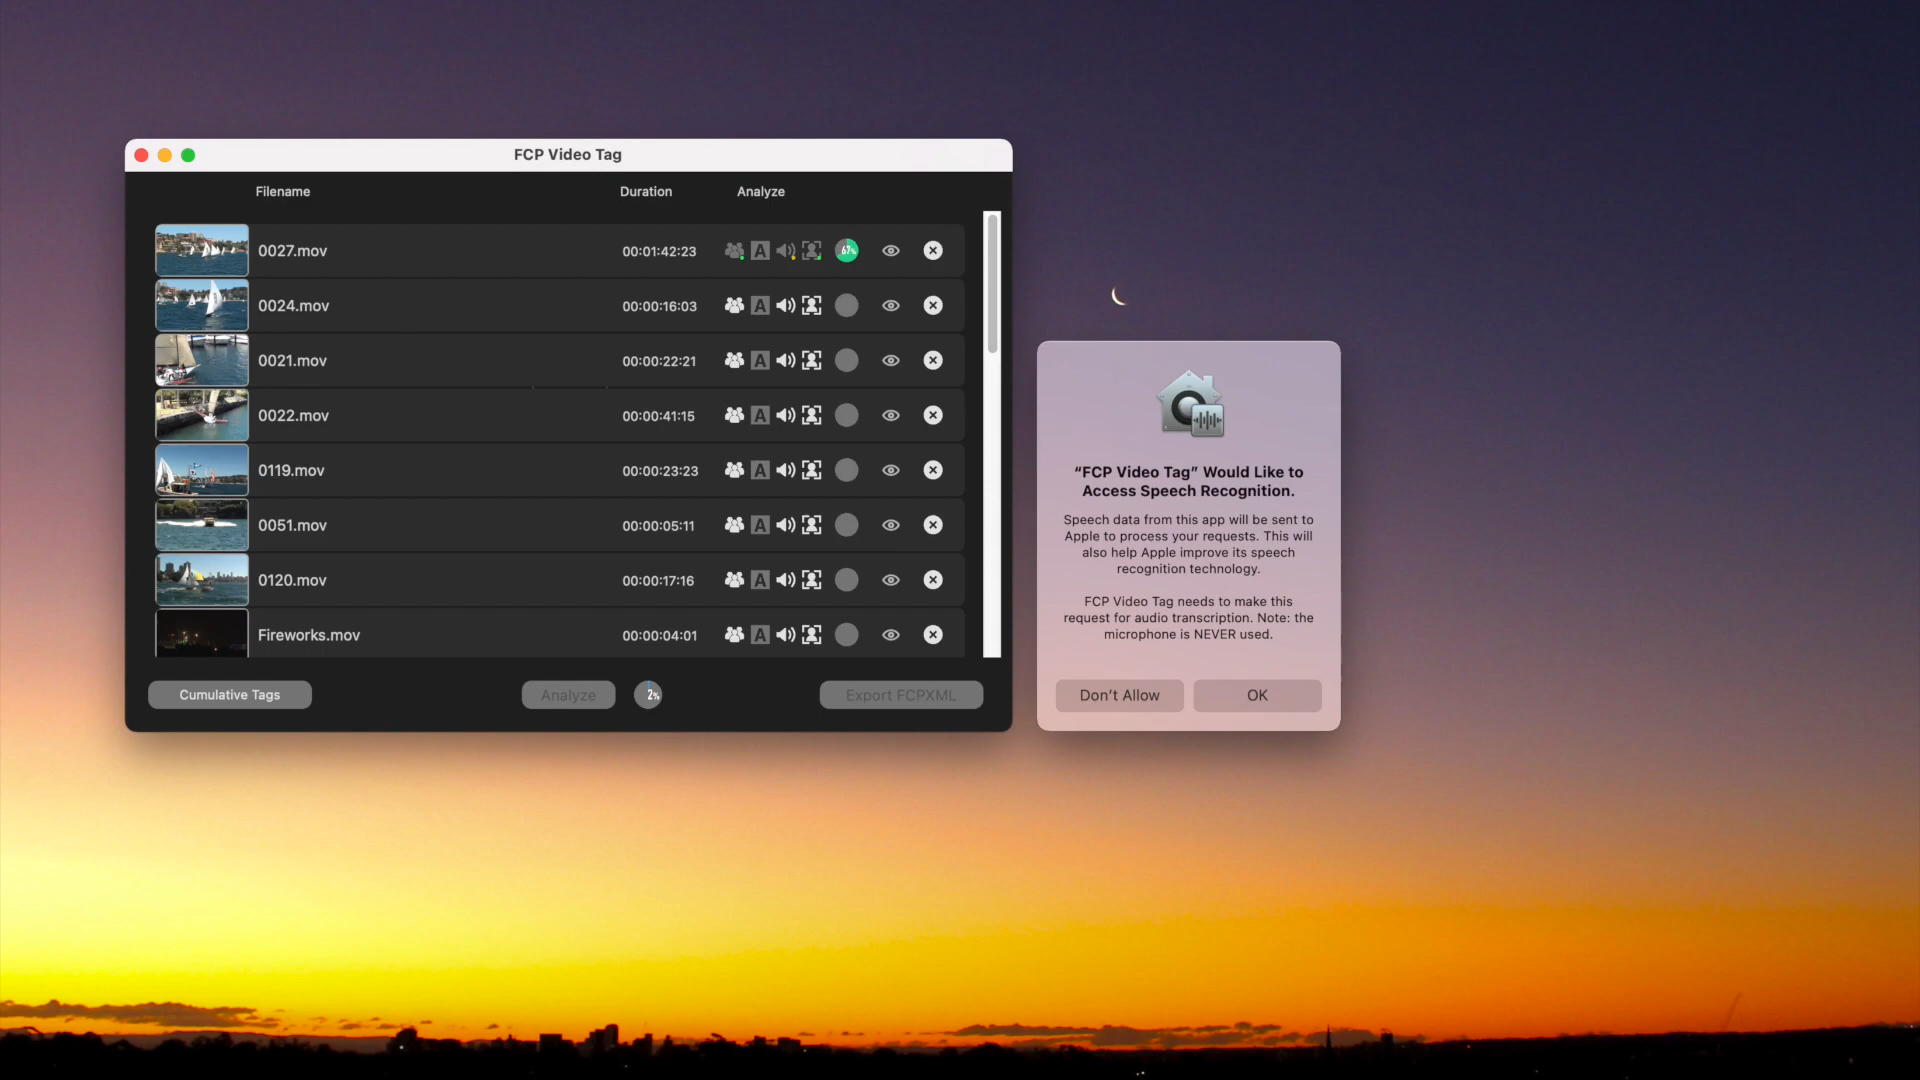 FCP Video Tag
Filename Duration Analyze
0027.mov 00:01:42:23 A 67%
0024.mov 00:00:16:03 A
0021.mov 00:00:22:21 A
0022.mov 00:00:41:15 A
0119.mov 00:00:23:23 A
0051.mov 00:00:05:11 A
0120.mov 00:00:17:16 A
Fireworks.mov 00:00:04:01 A
Cumulative Tags Analyze 2% Export FCPXML
“FCP Video Tag” Would Like to
Access Speech Recognition.
Speech data from this app will be sent to
Apple to process your requests. This will
also help Apple improve its speech
recognition technology.
FCP Video Tag needs to make this
request for audio transcription. Note: the
microphone is NEVER used.
Don’t Allow OK